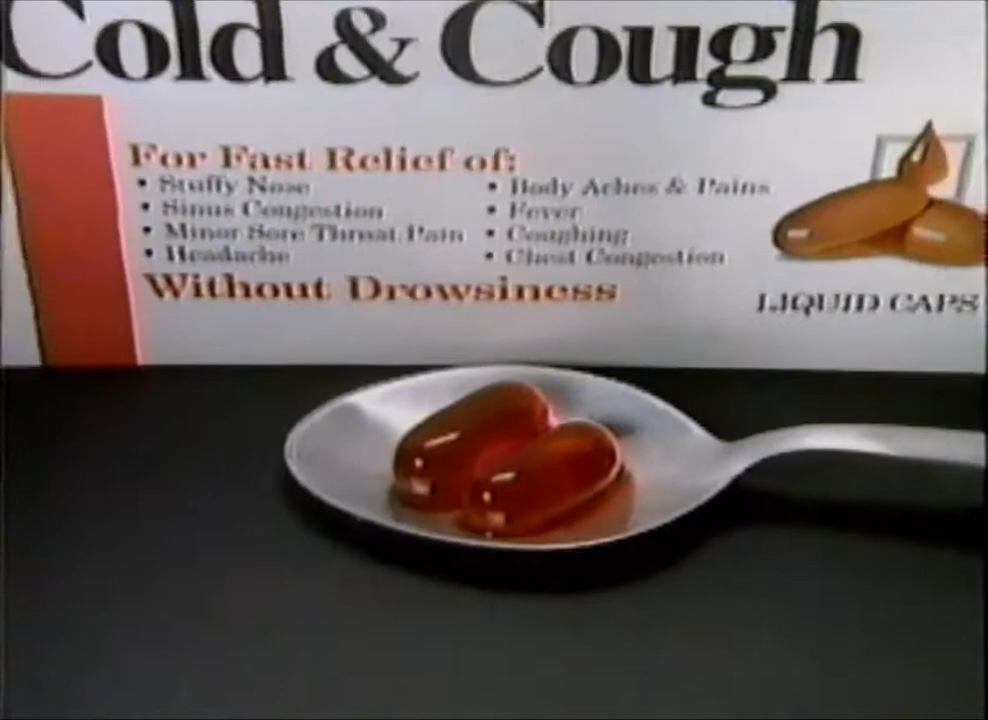 Cold & Cough
For Fast Relief of:
• Stuffy Nose
• Sinus Congestion
• Minor Sore Throat Pain
• Headache
• Body Aches & Pains
• Fever
• Coughing
• Chest Congestion
Without Drowsiness
LIQUID CAPS